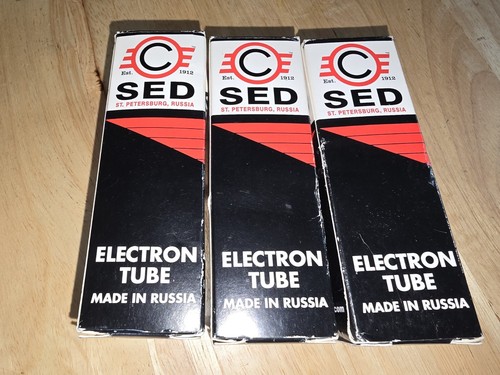 C
Est. 1912
SED
ST. PETERSBURG, RUSSIA
ELECTRON
TUBE
MADE IN RUSSIA
C
Est. 1912
SED
ST. PETERSBURG, RUSSIA
ELECTRON
TUBE
MADE IN RUSSIA
.com
C
Est. 1912
SED
ST. PETERSBURG, RUSSIA
ELECTRON
TUBE
MADE IN RUSSIA